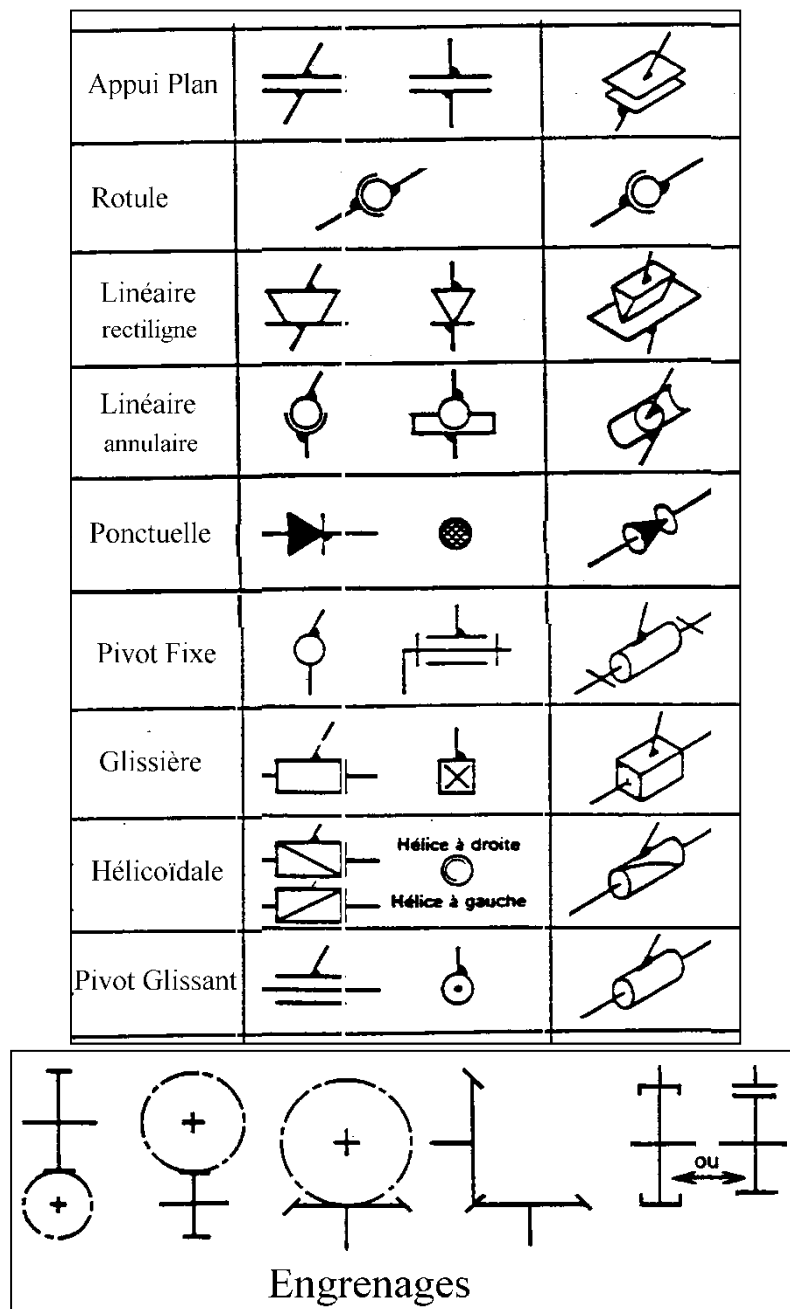 Appui Plan
Rotule
Linéaire
rectiligne
Linéaire
annulaire
Ponctuelle
Pivot Fixe
Glissière
Hélicoïdale
Hélice à droite
Hélice à gauche
Pivot Glissant
ou
Engrenages